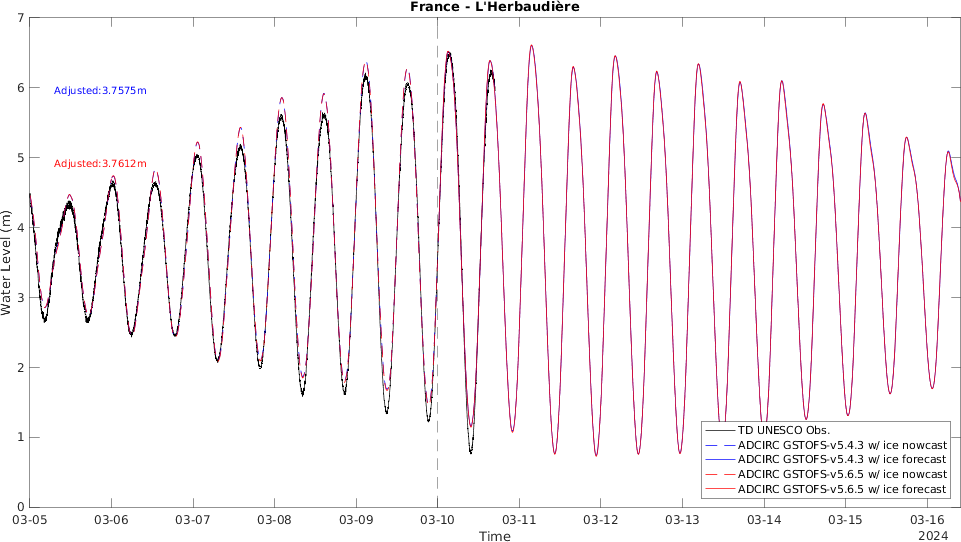 France - L'Herbaudière
7
6
5
4
3
2
1
0
Water Level (m)
Adjusted:3.7575m
Adjusted:3.7612m
TD UNESCO Obs.
ADCIRC GSTOFS-v5.4.3 w/ ice nowcast
ADCIRC GSTOFS-v5.4.3 w/ ice forecast
ADCIRC GSTOFS-v5.6.5 w/ ice nowcast
ADCIRC GSTOFS-v5.6.5 w/ ice forecast
03-05 03-06 03-07 03-08 03-09 03-10 03-11 03-12 03-13 03-14 03-15 03-16
Time
2024